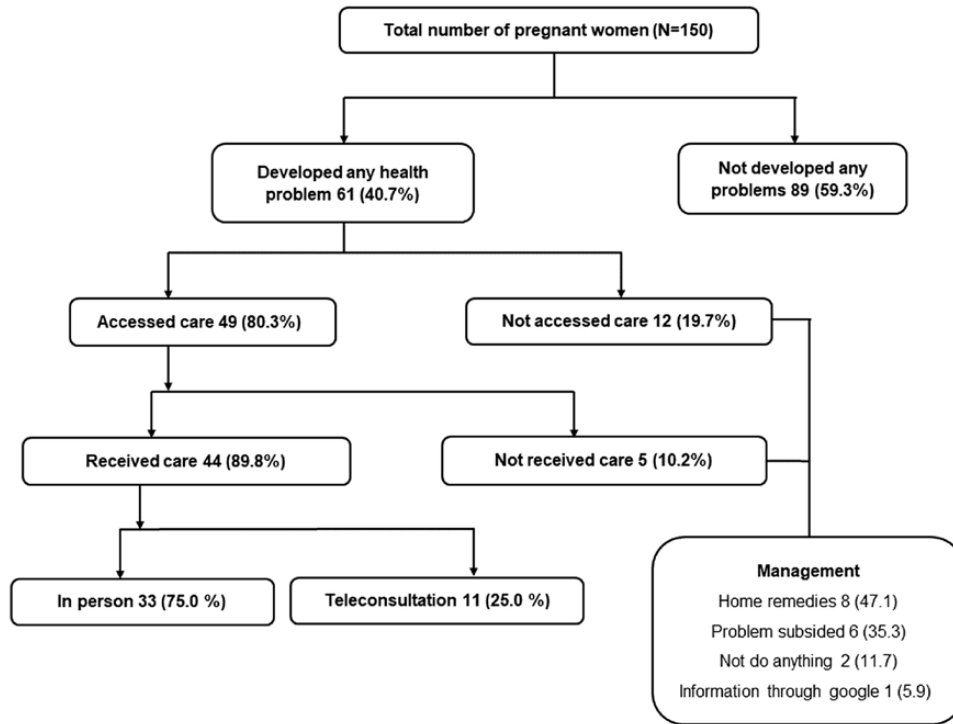 Total number of pregnant women (N=150)
Developed any health
problem 61 (40.7%)
Not developed any
problems 89 (59.3%)
Accessed care 49 (80.3%)
Not accessed care 12 (19.7%)
Received care 44 (89.8%)
Not received care 5 (10.2%)
In person 33 (75.0 %)
Teleconsultation 11 (25.0 %)
Management
Home remedies 8 (47.1)
Problem subsided 6 (35.3)
Not do anything 2 (11.7)
Information through google 1 (5.9)